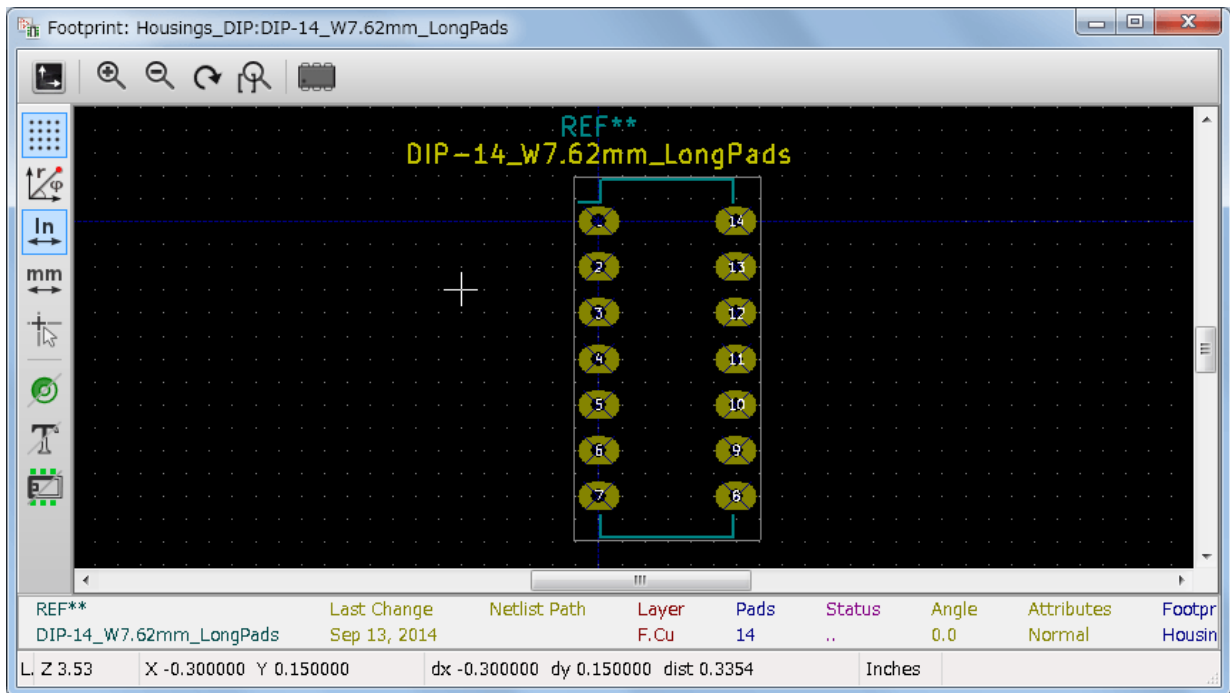 Footprint: Housings_DIP:DIP-14_W7.62mm_LongPads
REF**
DIP-14_W7.62mm_LongPads
1 14
2 13
3 12
4 11
5 10
6 9
7 8
In
mm
REF** Last Change Netlist Path Layer Pads Status Angle Attributes Footpr
DIP-14_W7.62mm_LongPads Sep 13, 2014 F.Cu 14 .. 0.0 Normal Housin
L. Z 3.53 X -0.300000 Y 0.150000 dx -0.300000 dy 0.150000 dist 0.3354 Inches